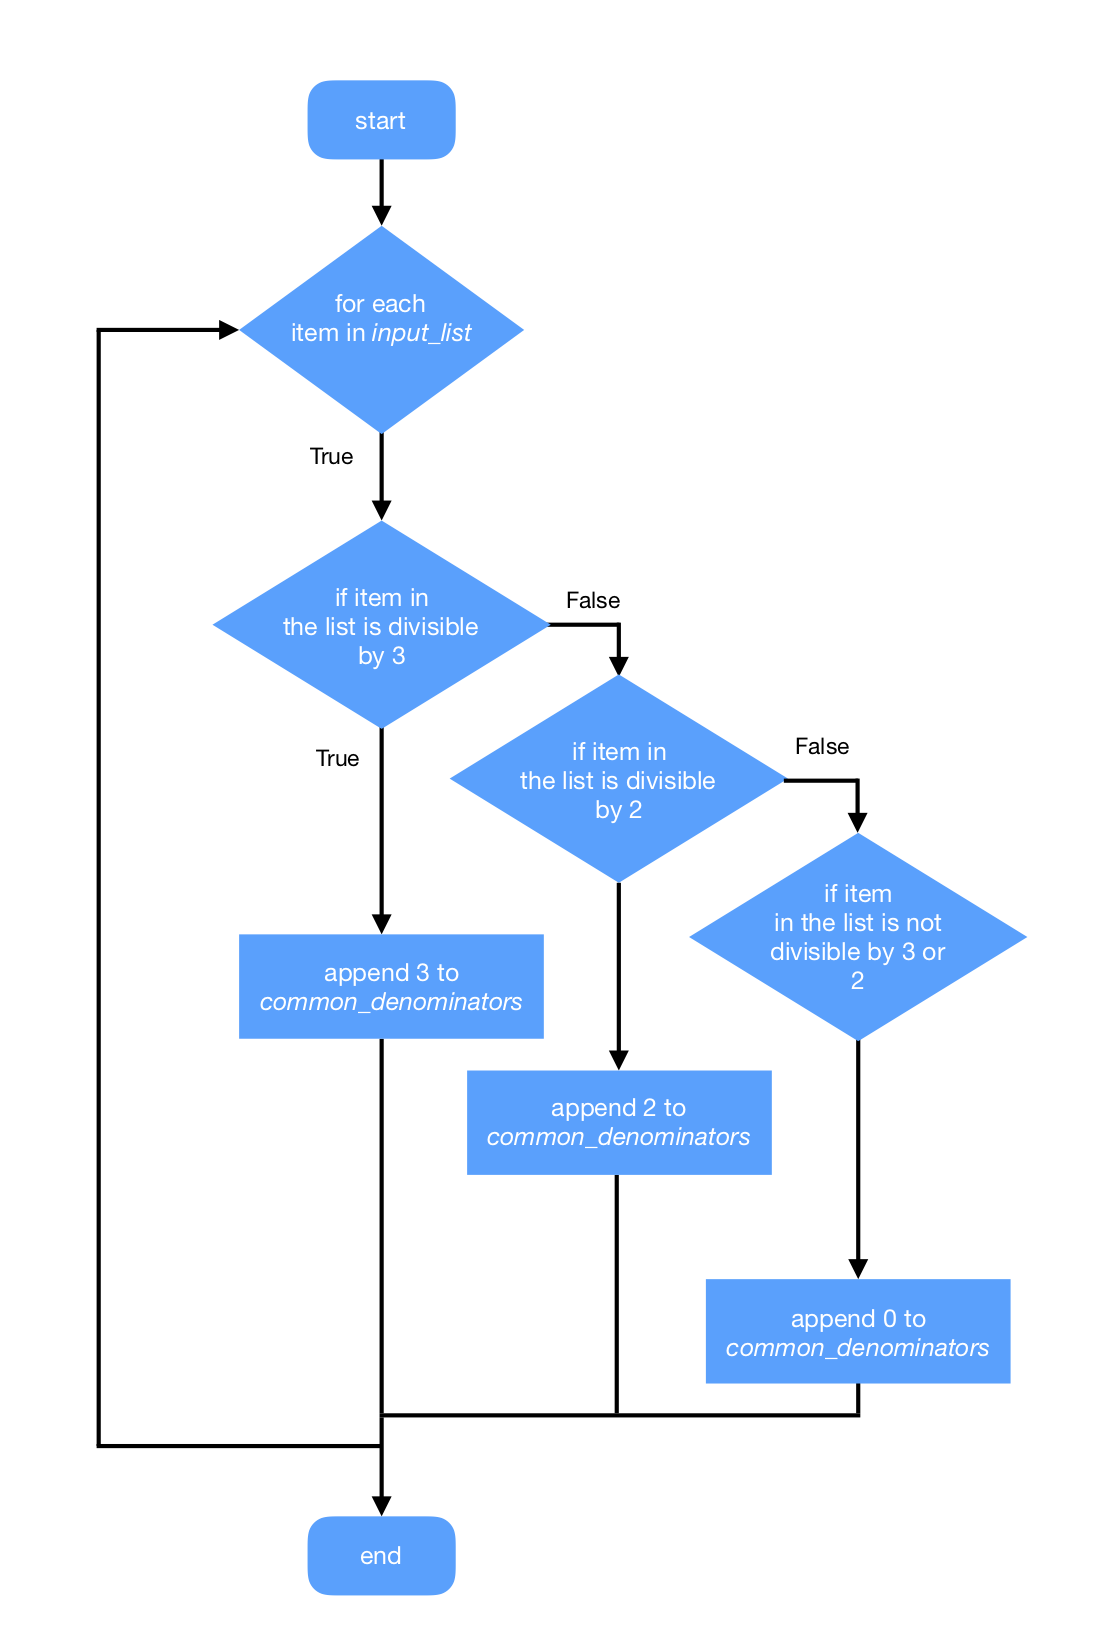 start
for each
item in input_list
True
if item in
the list is divisible
by 3
False
True
if item in
the list is divisible
by 2
False
if item
in the list is not
divisible by 3 or
2
append 3 to
common_denominators
append 2 to
common_denominators
append 0 to
common_denominators
end